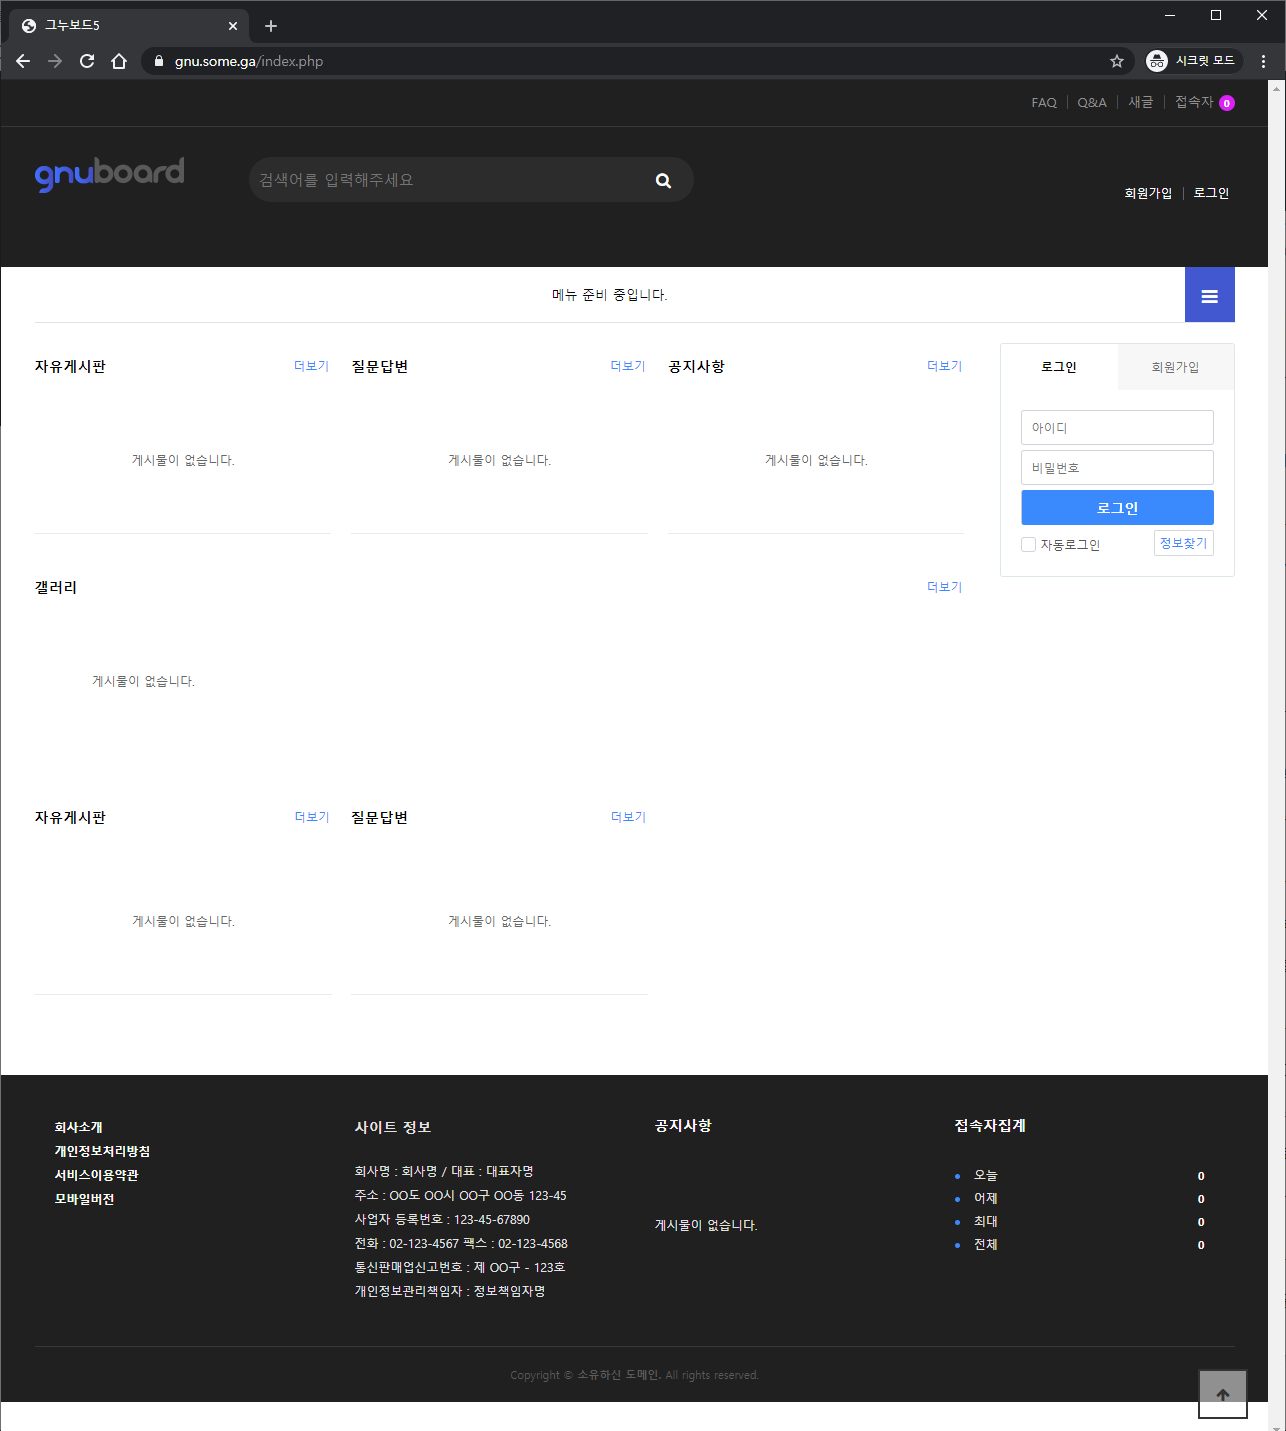 그누보드5
gnu.some.ga/index.php
시크릿 모드
FAQ
Q&A
새글
접속자 0
gnuboard
검색어를 입력해주세요
회원가입
로그인
메뉴 준비 중입니다.
자유게시판 더보기
게시물이 없습니다.
질문답변 더보기
게시물이 없습니다.
공지사항 더보기
게시물이 없습니다.
로그인 회원가입
아이디
비밀번호
로그인
자동로그인 정보찾기
갤러리 더보기
게시물이 없습니다.
자유게시판 더보기
게시물이 없습니다.
질문답변 더보기
게시물이 없습니다.
회사소개
개인정보처리방침
서비스이용약관
모바일버전
사이트 정보
회사명 : 회사명 / 대표 : 대표자명
주소 : OO도 OO시 OO구 OO동 123-45
사업자 등록번호 : 123-45-67890
전화 : 02-123-4567 팩스 : 02-123-4568
통신판매업신고번호 : 제 OO구 - 123호
개인정보관리책임자 : 정보책임자명
공지사항
게시물이 없습니다.
접속자집계
오늘 0
어제 0
최대 0
전체 0
Copyright © 소유하신 도메인. All rights reserved.